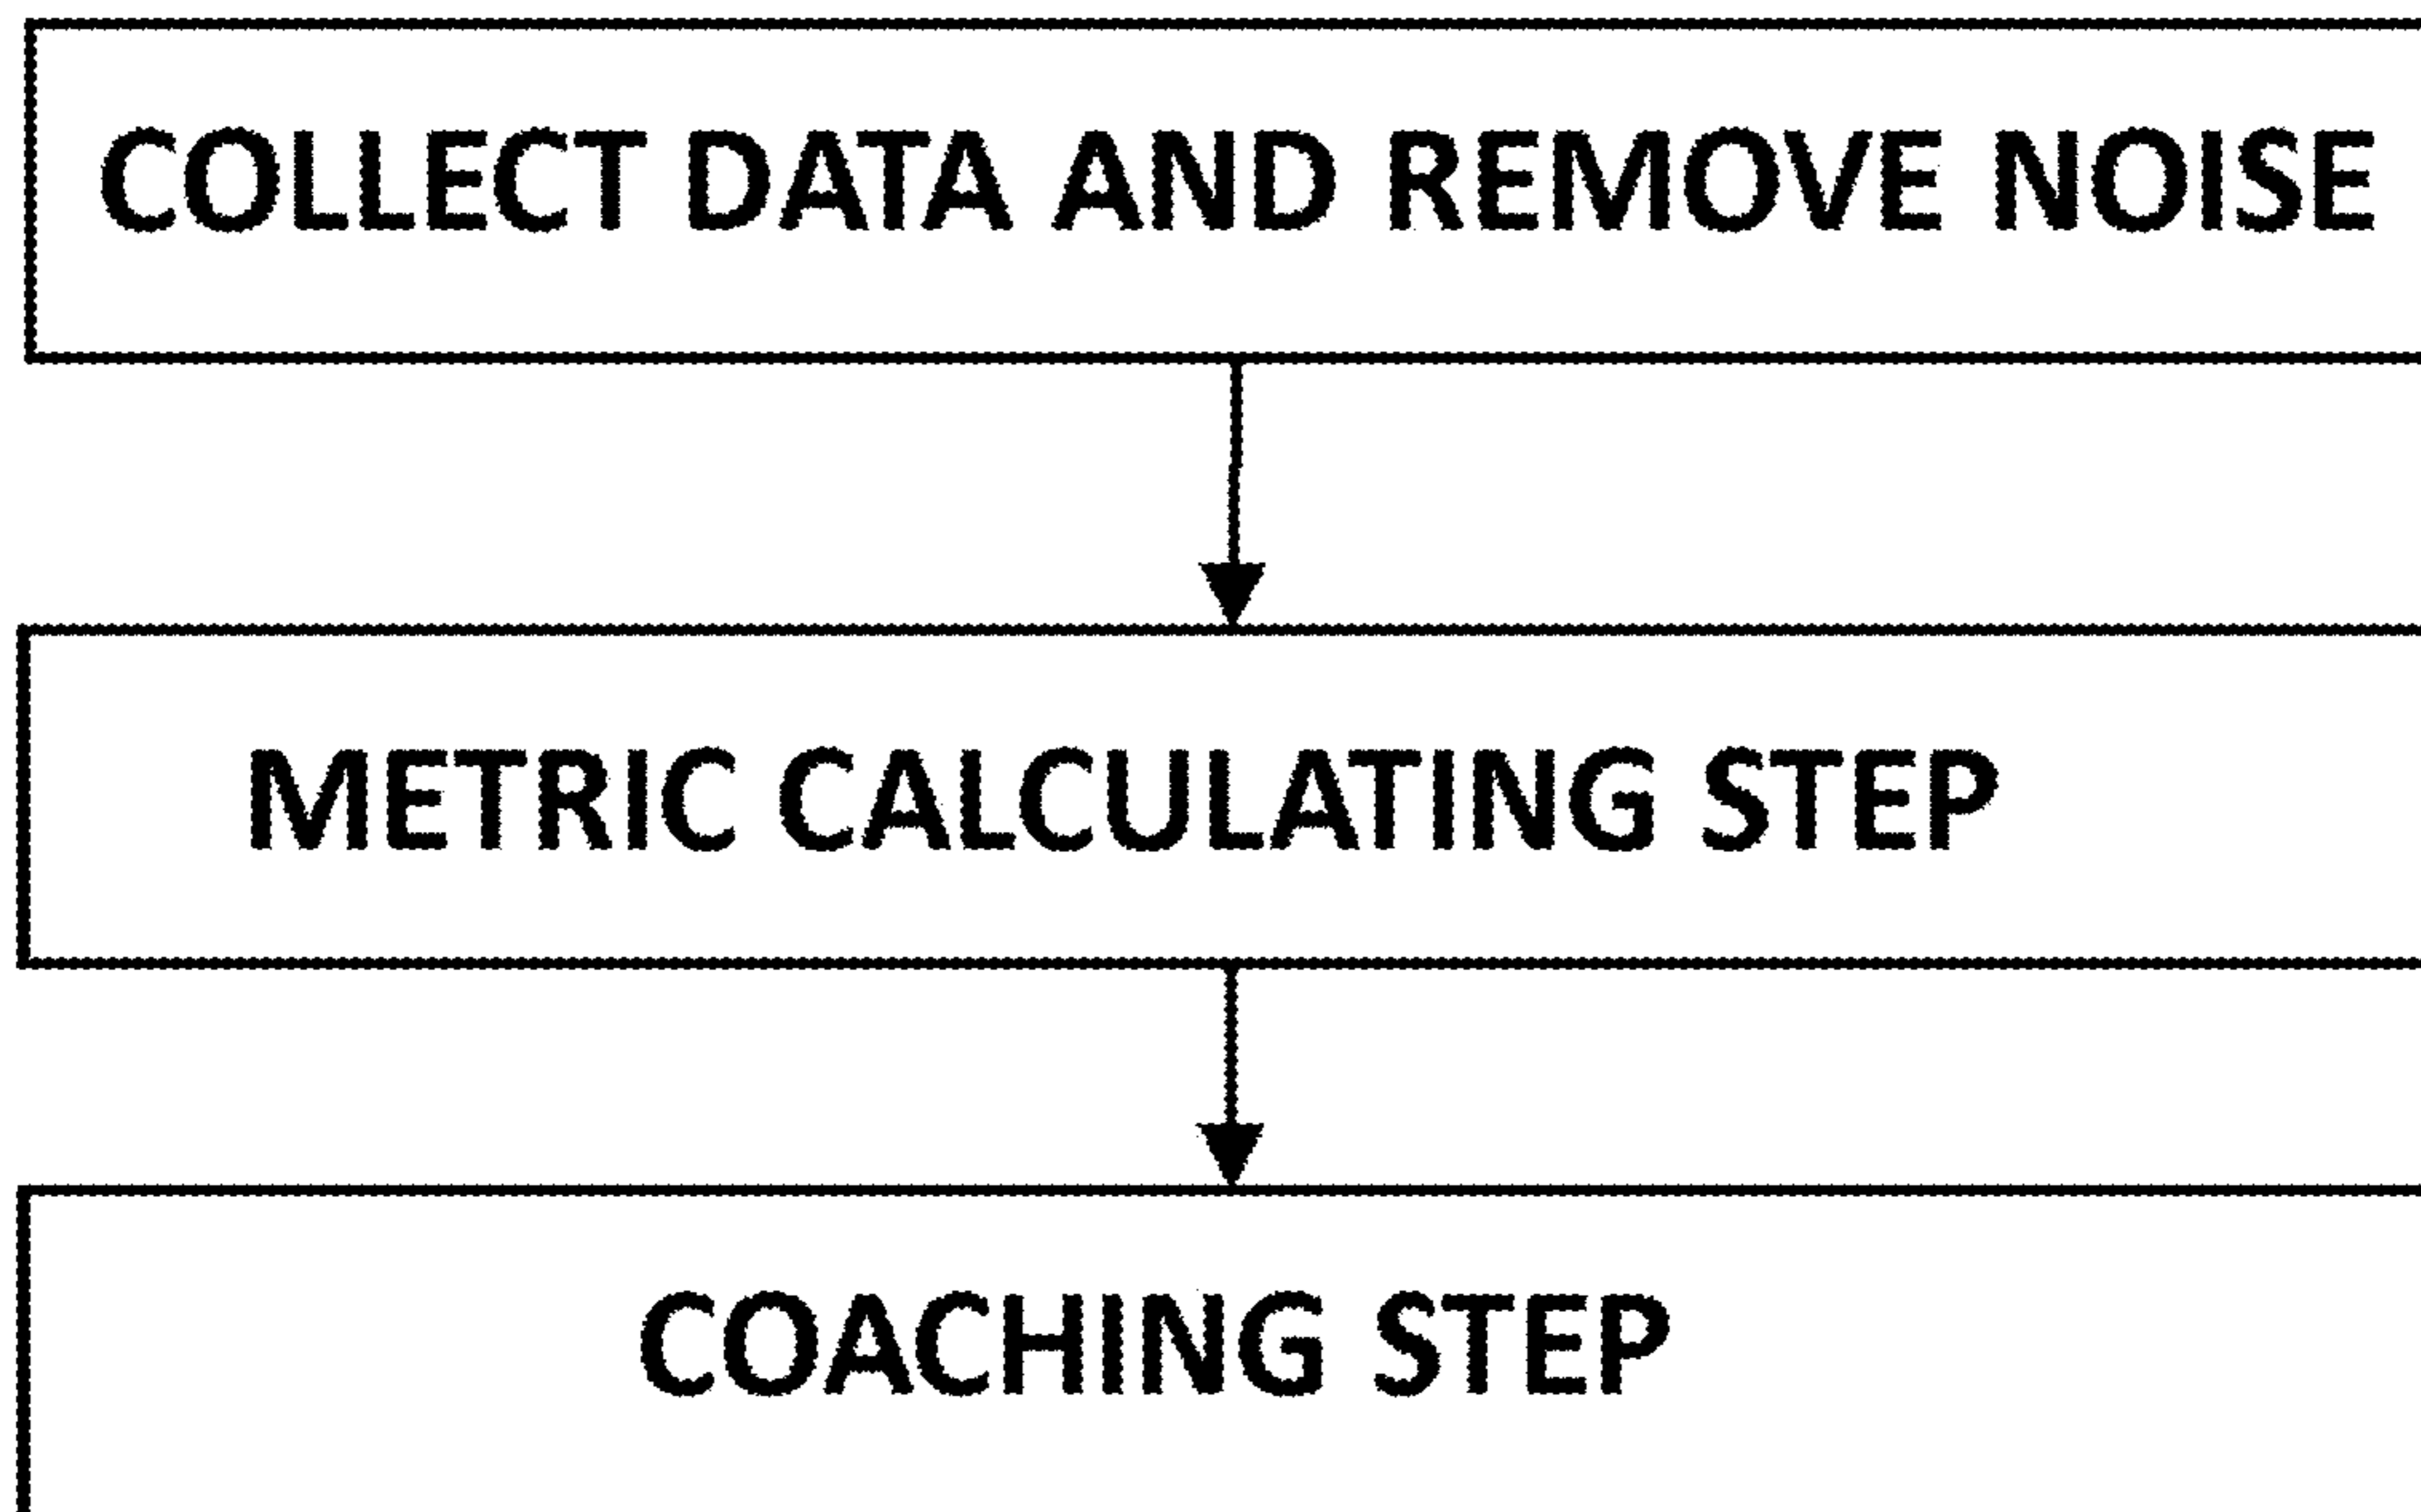 COLLECT DATA AND REMOVE NOISE
METRIC CALCULATING STEP
COACHING STEP